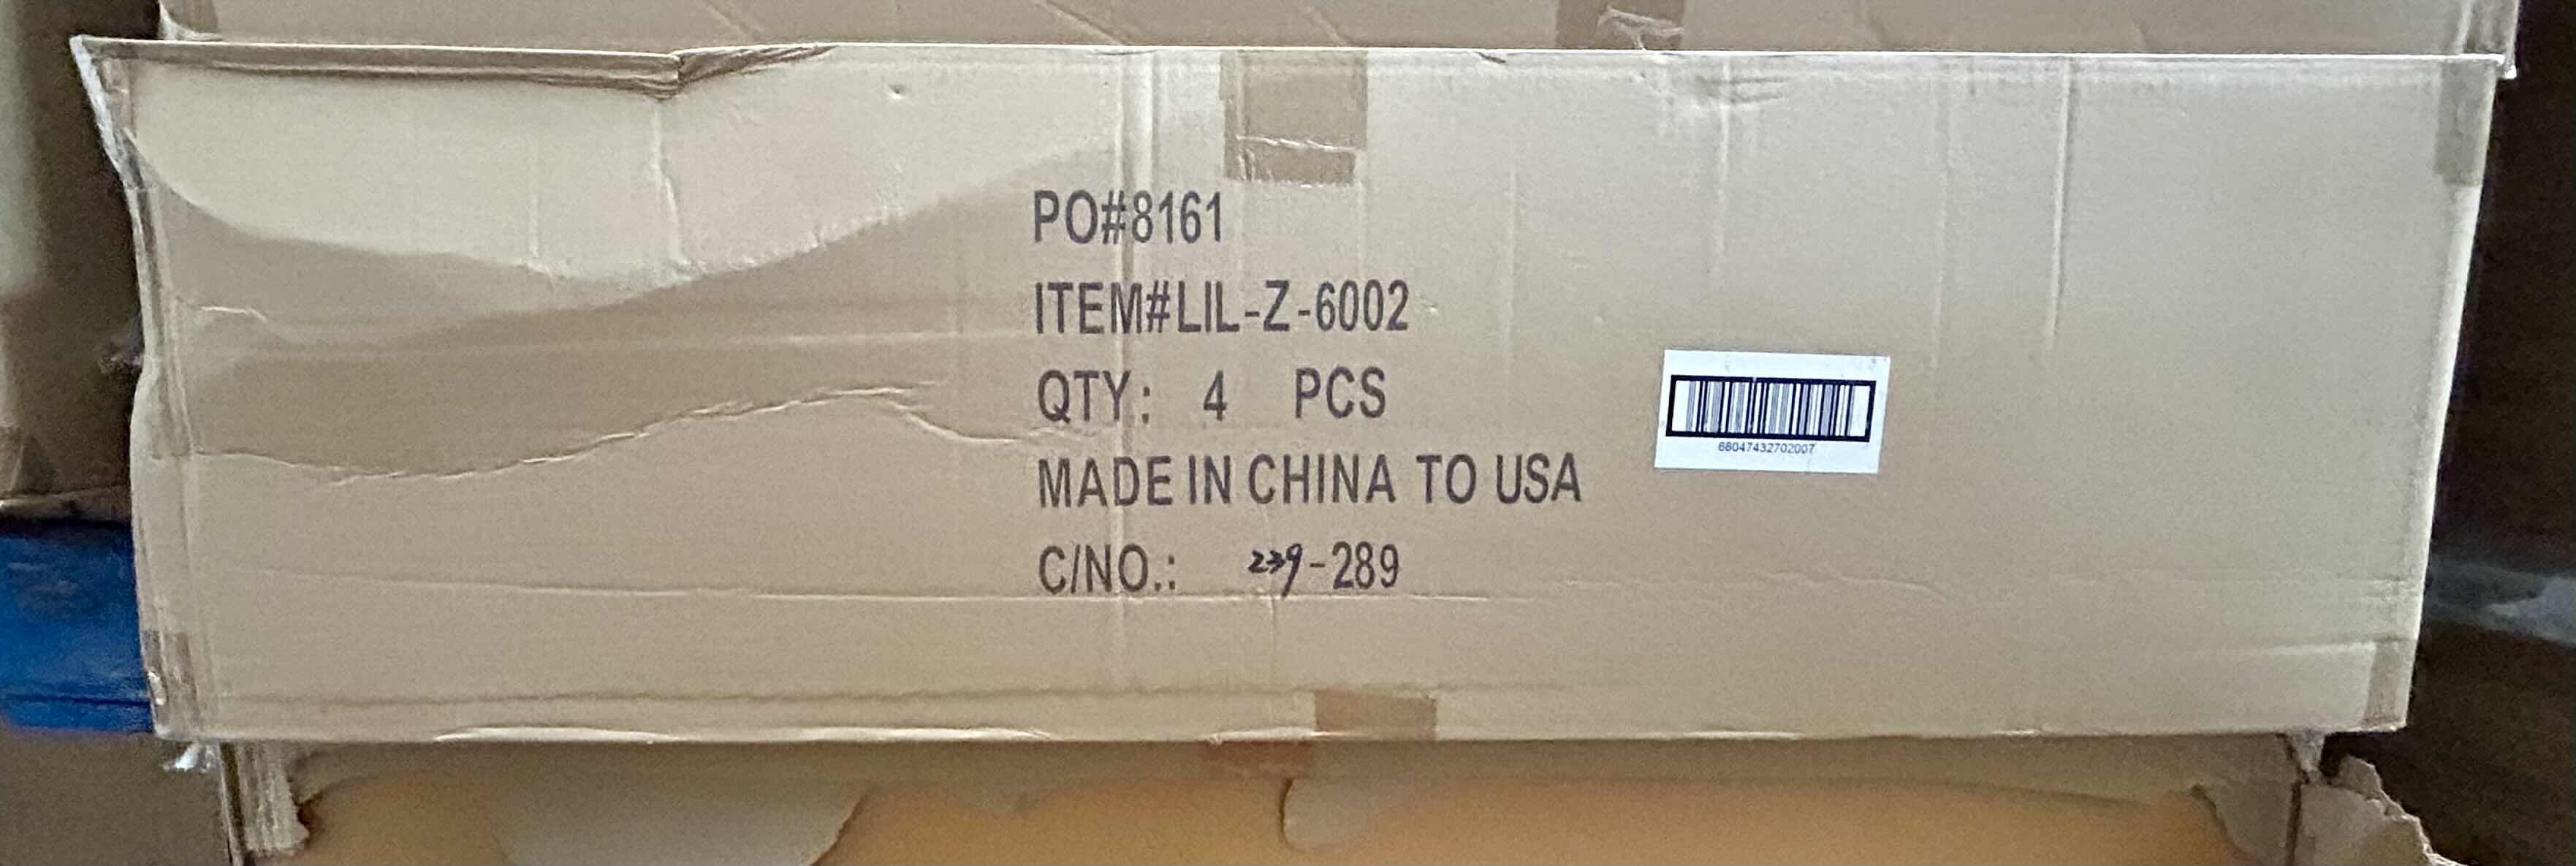 PO#8161
ITEM#LIL-Z-6002
QTY: 4 PCS
MADE IN CHINA TO USA
C/NO.: 239-289
68047432702007